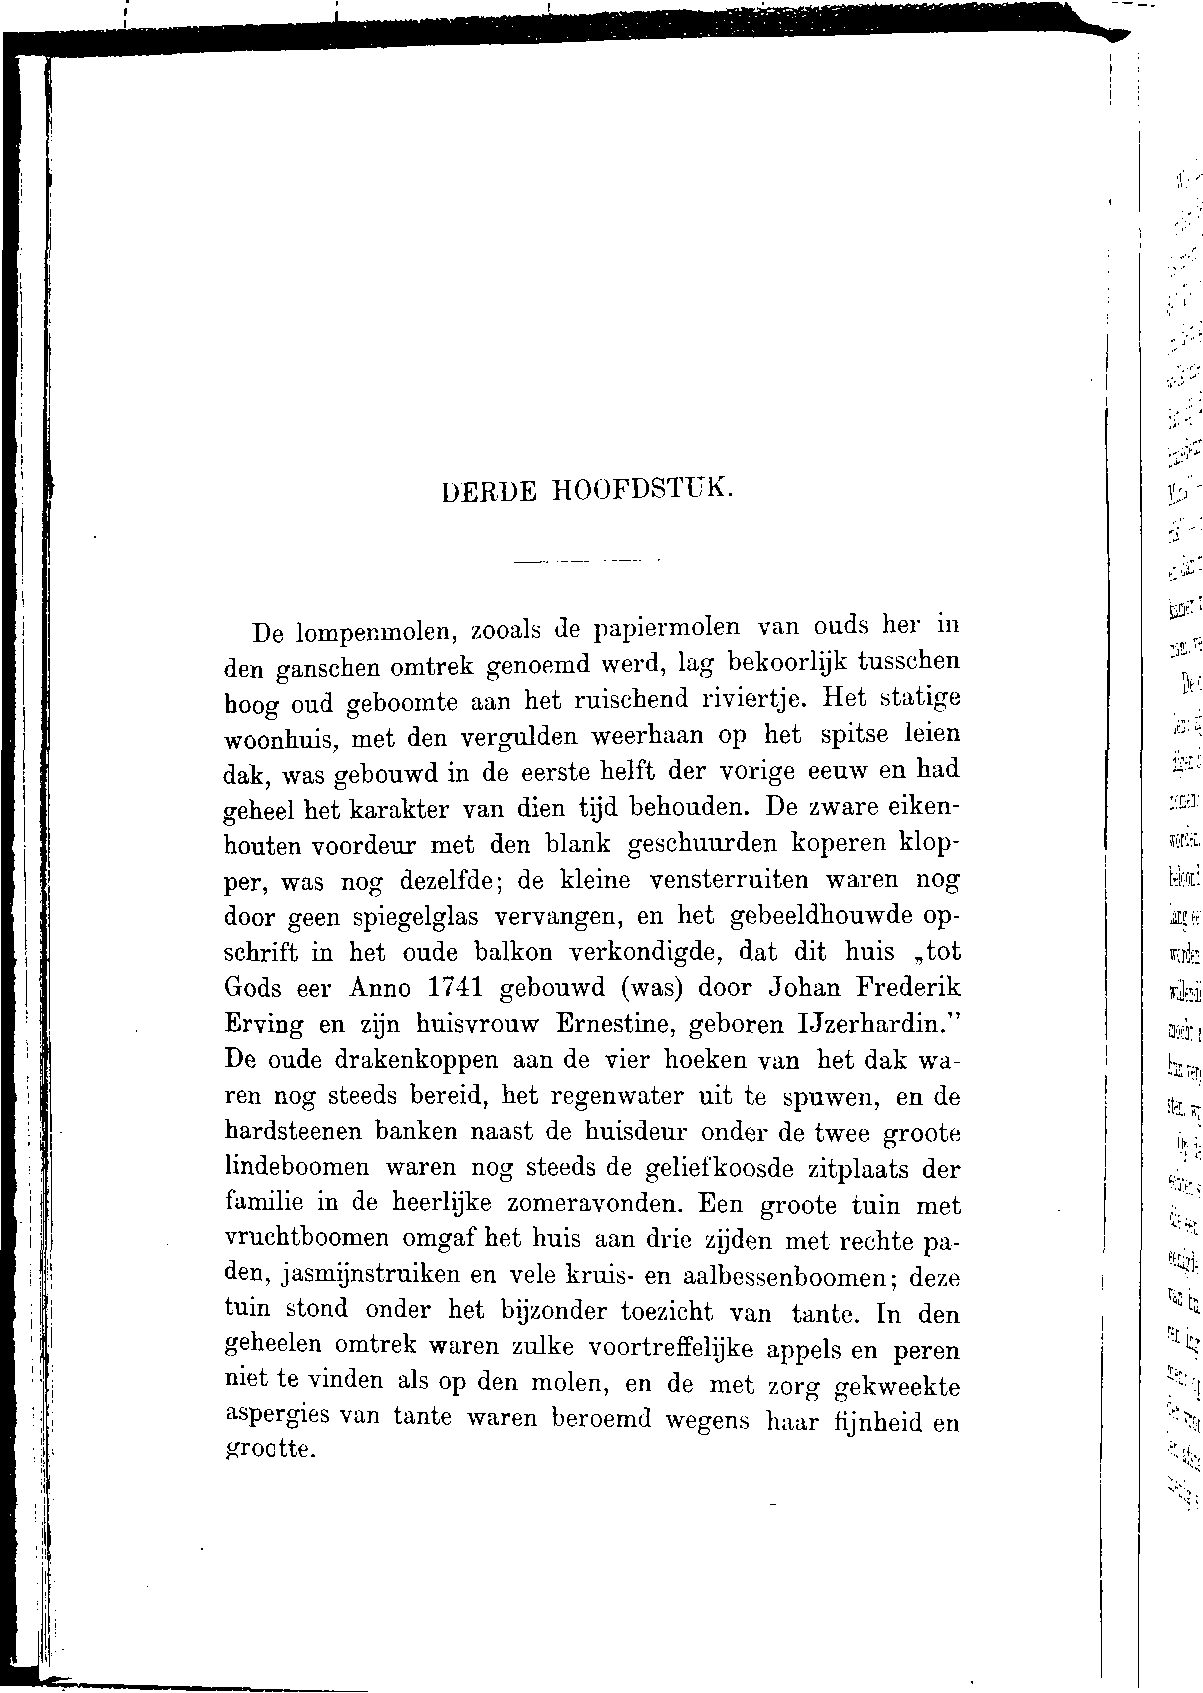 DERDE HOOFDSTUK.
De lompenmolen, zooals de papiermolen van ouds her in
den ganschen omtrek genoemd werd, lag bekoorlijk tusschen
hoog oud geboomte aan het ruischend riviertje. Het statige
woonhuis, met den vergulden weerhaan op het spitse leien
dak, was gebouwd in de eerste helft der vorige eeuw en had
geheel het karakter van dien tijd behouden. De zware eiken-
houten voordeur met den blank geschuurden koperen klop-
per, was nog dezelfde; de kleine vensterruiten waren nog
door geen spiegelglas vervangen, en het gebeeldhouwde op-
schrift in het oude balkon verkondigde, dat dit huis „tot
Gods eer Anno 1741 gebouwd (was) door Johan Frederik
Erving en zijn huisvrouw Ernestine, geboren IJzerhardin.”
De oude drakenkoppen aan de vier hoeken van het dak wa-
ren nog steeds bereid, het regenwater uit te spuwen, en de
hardsteenen banken naast de huisdeur onder de twee groote
lindeboomen waren nog steeds de geliefkoosde zitplaats der
familie in de heerlijke zomeravonden. Een groote tuin met
vruchtboomen omgaf het huis aan drie zijden met rechte pa-
den, jasmijnstruiken en vele kruis- en aalbessenboomen; deze
tuin stond onder het bijzonder toezicht van tante. In den
geheelen omtrek waren zulke voortreffelijke appels en peren
niet te vinden als op den molen, en de met zorg gekweekte
aspergies van tante waren beroemd wegens haar fijnheid en
grootte.